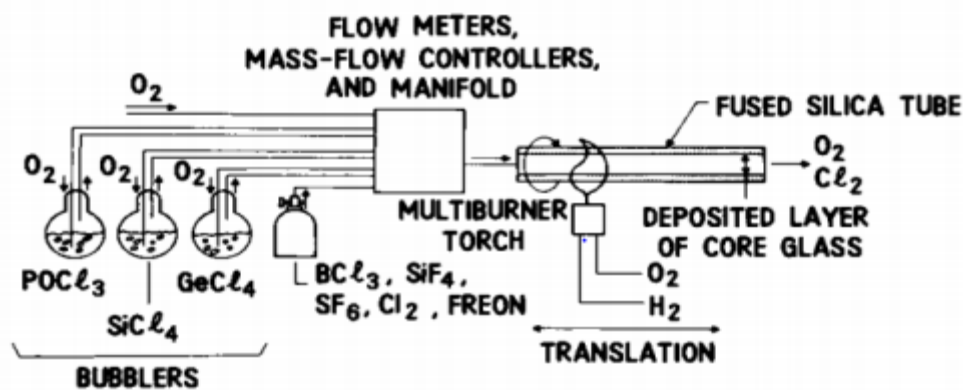 FLOW METERS,
MASS-FLOW CONTROLLERS,
AND MANIFOLD
O2
FUSED SILICA TUBE
O2
O2
O2
O2
Cl2
MULTIBURNER
TORCH
DEPOSITED LAYER
OF CORE GLASS
POCl3
GeCl4
BCl3, SiF4,
SF6, Cl2, FREON
O2
H2
SiCl4
TRANSLATION
BUBBLERS